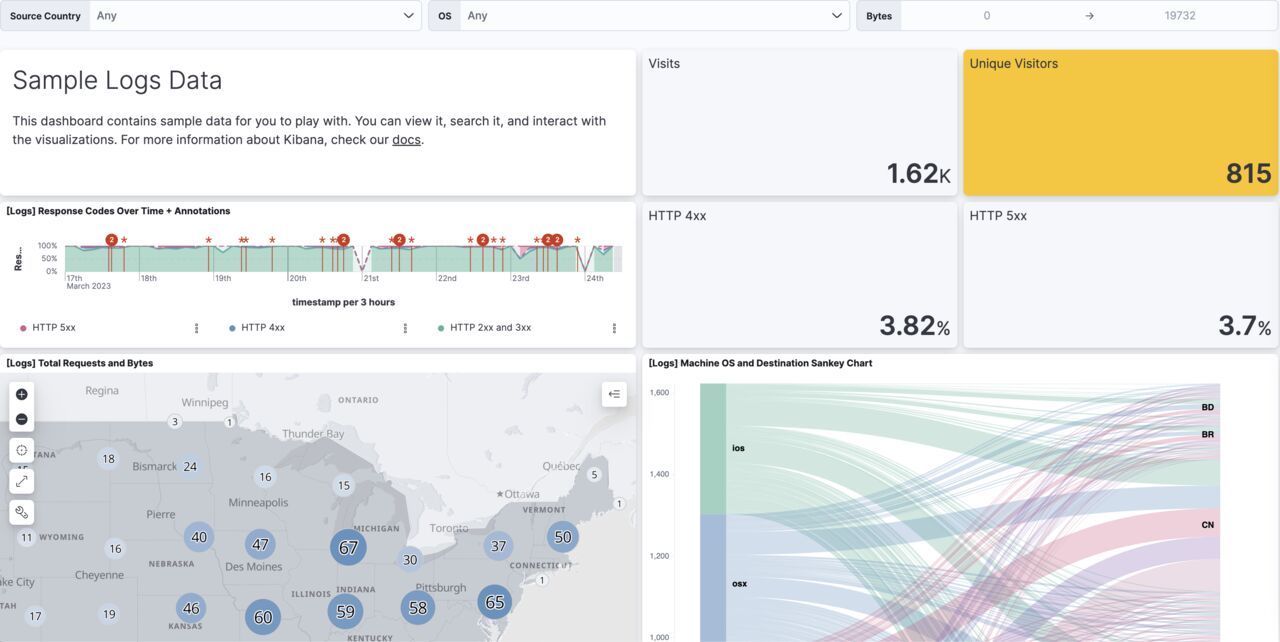 Source Country Any
OS Any
Bytes 0 → 19732
Sample Logs Data
This dashboard contains sample data for you to play with. You can view it, search it, and interact with
the visualizations. For more information about Kibana, check our docs.
Visits
1.62K
Unique Visitors
815
[Logs] Response Codes Over Time + Annotations
2 * * ** * * ** 2 * 2 * * 2 ** ** 2 2 *
100%
50%
0%
Res...
17th 18th 19th 20th 21st 22nd 23rd 24th
March 2023
timestamp per 3 hours
HTTP 5xx
HTTP 4xx
HTTP 2xx and 3xx
HTTP 4xx
3.82%
HTTP 5xx
3.7%
[Logs] Total Requests and Bytes
Regina
Winnipeg
ONTARIO
3
1
Thunder Bay
TANA
18
Bismarck
24
16
15
Québec
5
Ottawa
1
Minneapolis
Pierre
VERMONT
MICHIGAN
Toronto
11
WYOMING
16
40
47
67
30
37
50
NEBRASKA
Des Moines
CONNECTICUT
Cheyenne
ke City
ILLINOIS
INDIANA
Pittsburgh
1
TAH
17
19
46
60
59
58
65
KANSAS
KENTUCKY
[Logs] Machine OS and Destination Sankey Chart
1,600
1,400
1,200
1,000
ios
osx
BD
BR
CN